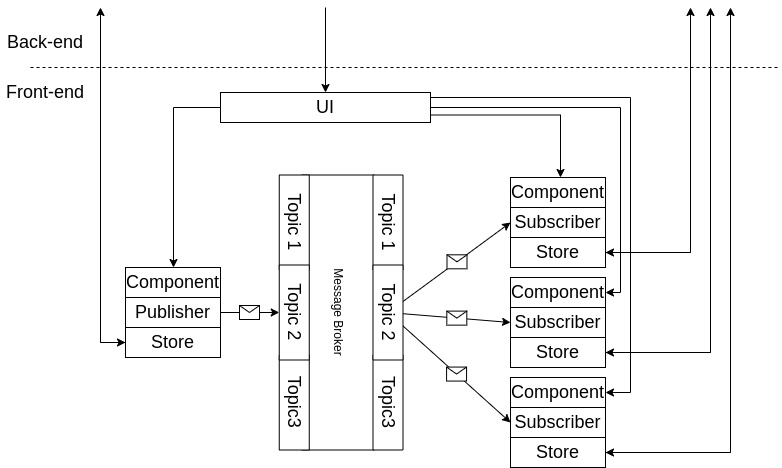 Back-end
Front-end
UI
Topic 1
Topic 2
Topic3
Message Broker
Topic 1
Topic 2
Topic3
Component
Publisher
Store
Component
Subscriber
Store
Component
Subscriber
Store
Component
Subscriber
Store